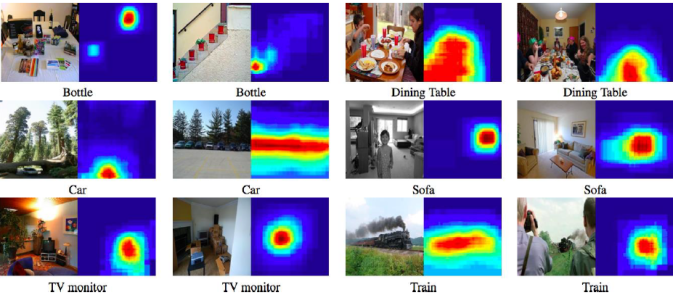 Bottle Bottle Dining Table Dining Table
Car Car Sofa Sofa
TV monitor TV monitor Train Train